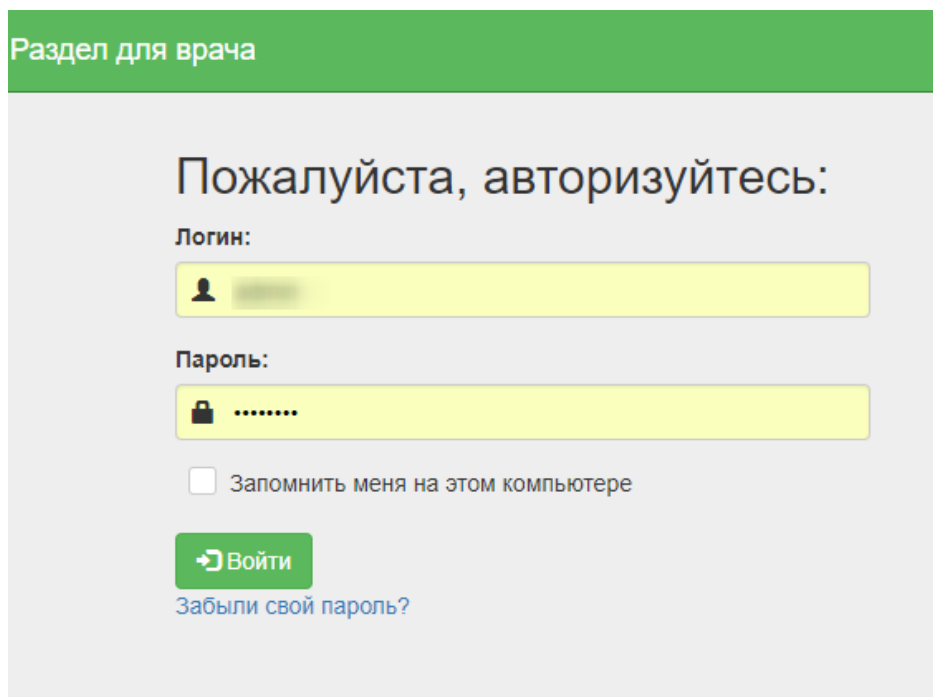 Раздел для врача
Пожалуйста, авторизуйтесь:
Логин:
Пароль:
••••••••
Запомнить меня на этом компьютере
Войти
Забыли свой пароль?